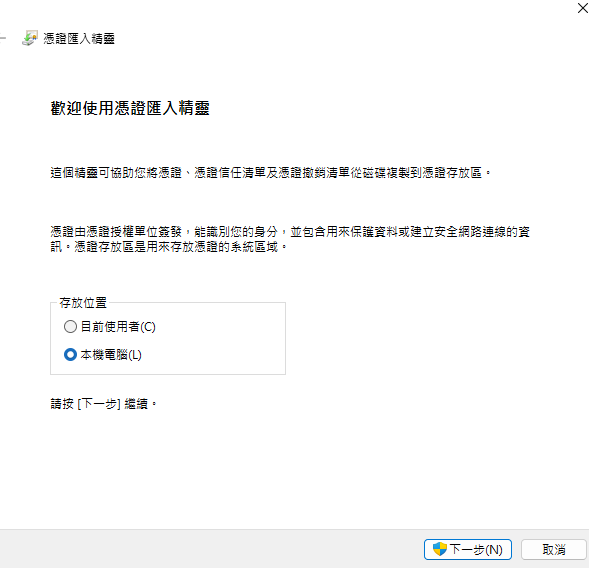 憑證匯入精靈
歡迎使用憑證匯入精靈
這個精靈可協助您將憑證、憑證信任清單及憑證撤銷清單從磁碟複製到憑證存放區。
憑證由憑證授權單位簽發，能識別您的身分，並包含用來保護資料或建立安全網路連線的資
訊。憑證存放區是用來存放憑證的系統區域。
存放位置
目前使用者(C)
本機電腦(L)
請按 [下一步] 繼續。
下一步(N)
取消